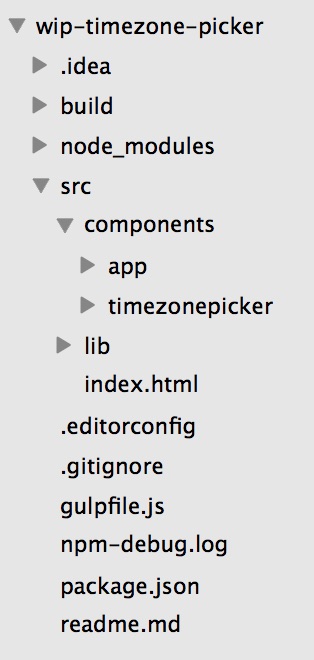 wip-timezone-picker
.idea
build
node_modules
src
components
app
timezonepicker
lib
index.html
.editorconfig
.gitignore
gulpfile.js
npm-debug.log
package.json
readme.md